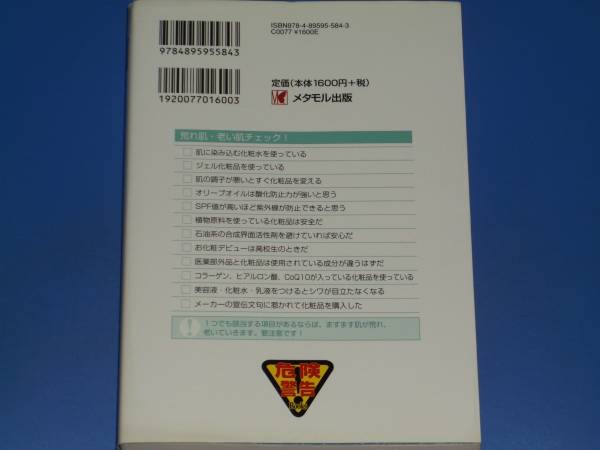 ISBN978-4-89595-584-3
C0077 ¥1600E
9784895955843
1920077016003
定価(本体1600円+税)
メタモル出版
荒れ肌・老い肌チェック!
肌に染み込む化粧水を使っている
ジェル化粧品を使っている
肌の調子が悪いとすぐ化粧品を変える
オリーブオイルは酸化防止力が強いと思う
SPF値が高いほど紫外線が防止できると思う
植物原料を使っている化粧品は安全だ
石油系の合成界面活性剤を避けていれば安心だ
お化粧デビューは高校生のときだ
医薬部外品と化粧品は使用されている成分が違うはずだ
コラーゲン、ヒアルロン酸、CoQ10が入っている化粧品を使っている
美容液・化粧水・乳液をつけるとシワが目立たなくなる
メーカーの宣伝文句に惹かれて化粧品を購入した
1つでも該当する項目があるならば、ますます肌が荒れ、
老いていきます。要注意です!
危険
警告
Books